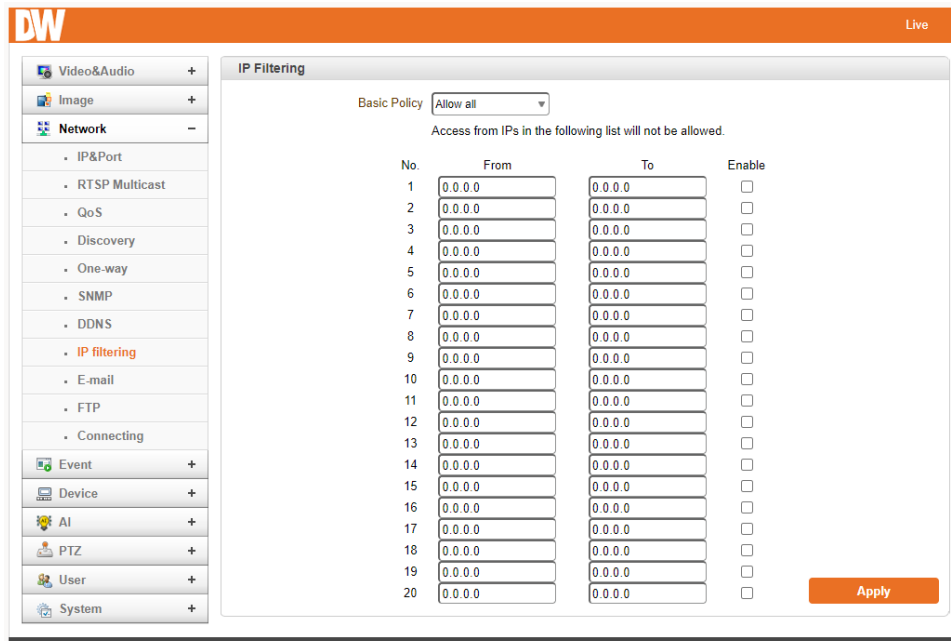 DW
Live
Video&Audio +
Image +
Network −
IP&Port
RTSP Multicast
QoS
Discovery
One-way
SNMP
DDNS
IP filtering
E-mail
FTP
Connecting
Event +
Device +
AI +
PTZ +
User +
System +
IP Filtering
Basic Policy Allow all
Access from IPs in the following list will not be allowed.
No. From To Enable
1 0.0.0.0 0.0.0.0
2 0.0.0.0 0.0.0.0
3 0.0.0.0 0.0.0.0
4 0.0.0.0 0.0.0.0
5 0.0.0.0 0.0.0.0
6 0.0.0.0 0.0.0.0
7 0.0.0.0 0.0.0.0
8 0.0.0.0 0.0.0.0
9 0.0.0.0 0.0.0.0
10 0.0.0.0 0.0.0.0
11 0.0.0.0 0.0.0.0
12 0.0.0.0 0.0.0.0
13 0.0.0.0 0.0.0.0
14 0.0.0.0 0.0.0.0
15 0.0.0.0 0.0.0.0
16 0.0.0.0 0.0.0.0
17 0.0.0.0 0.0.0.0
18 0.0.0.0 0.0.0.0
19 0.0.0.0 0.0.0.0
20 0.0.0.0 0.0.0.0
Apply